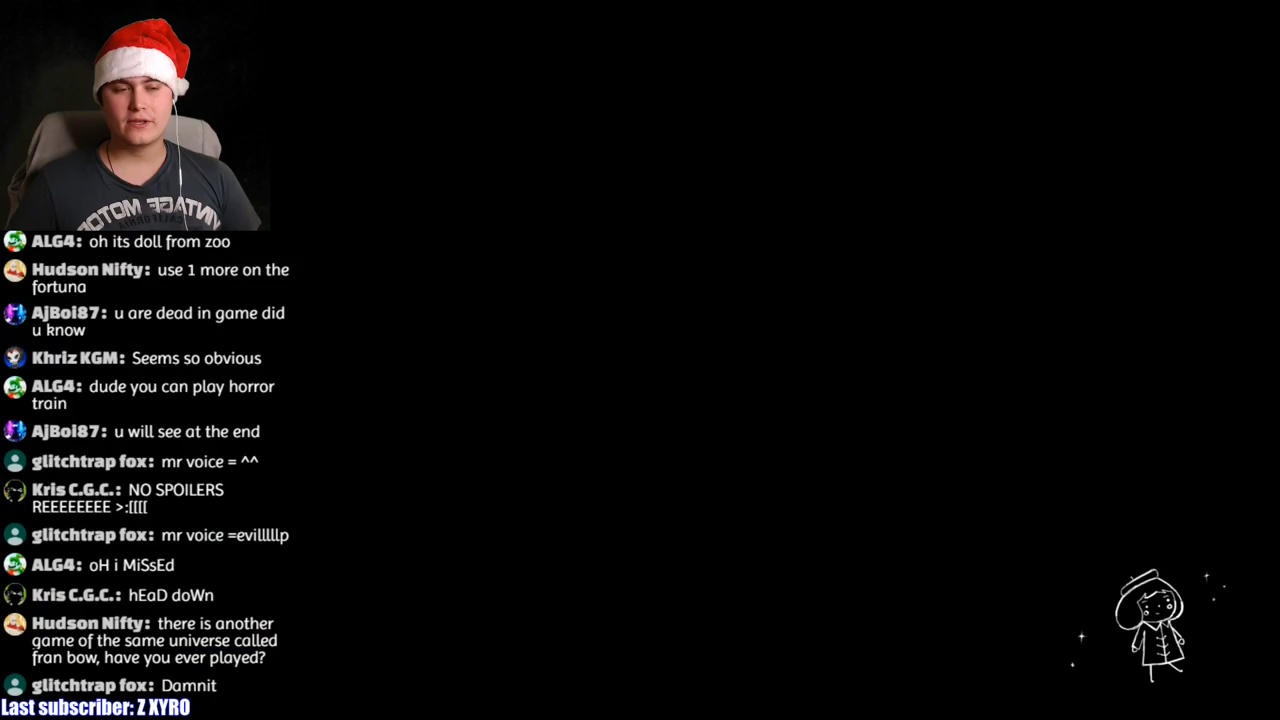 VINTAGE MOTOR
CALIFORNIA
ALG4: oh its doll from zoo
Hudson Nifty: use 1 more on the
fortuna
AjBoi87: u are dead in game did
u know
Khriz KGM: Seems so obvious
ALG4: dude you can play horror
train
AjBoi87: u will see at the end
glitchtrap fox: mr voice = ^^
Kris C.G.C.: NO SPOILERS
REEEEEEEE >:[[[[
glitchtrap fox: mr voice =evilllllp
ALG4: oH i MiSsEd
Kris C.G.C.: hEaD doWn
Hudson Nifty: there is another
game of the same universe called
fran bow, have you ever played?
glitchtrap fox: Damnit
Last subscriber: Z XYRO